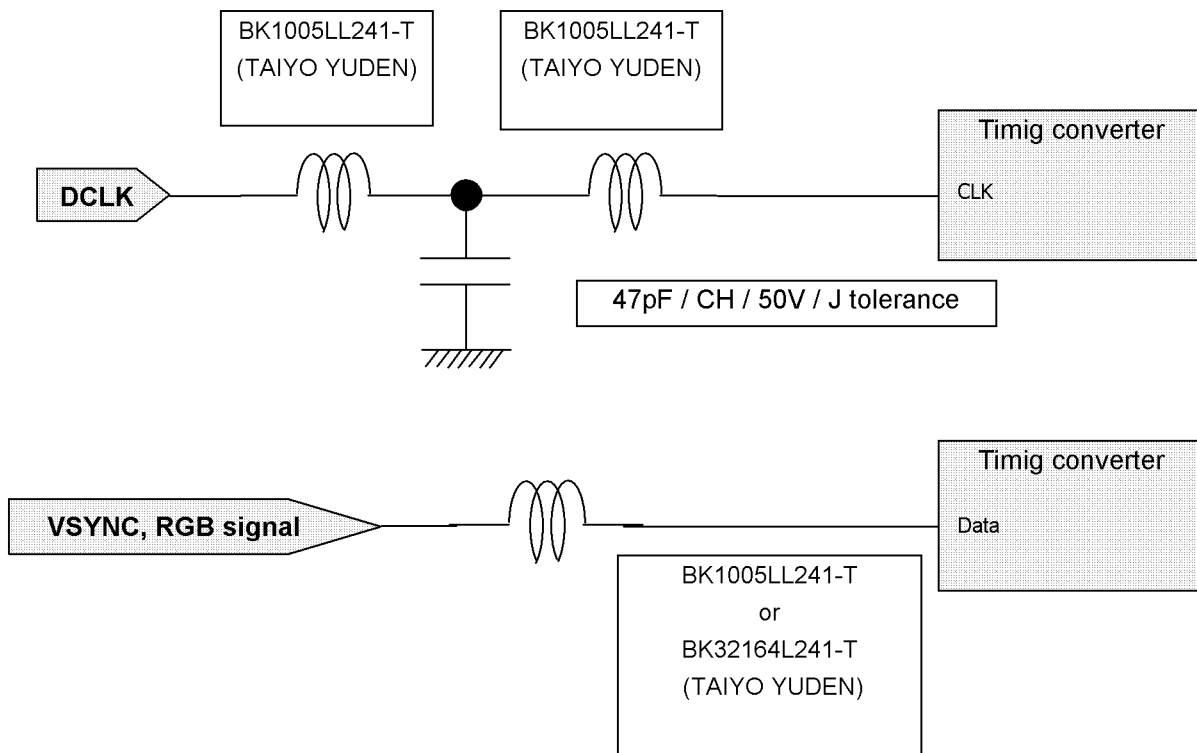 BK1005LL241-T
(TAIYO YUDEN)
BK1005LL241-T
(TAIYO YUDEN)
Timig converter
DCLK
CLK
47pF / CH / 50V / J tolerance
Timig converter
VSYNC, RGB signal
Data
BK1005LL241-T
or
BK32164L241-T
(TAIYO YUDEN)